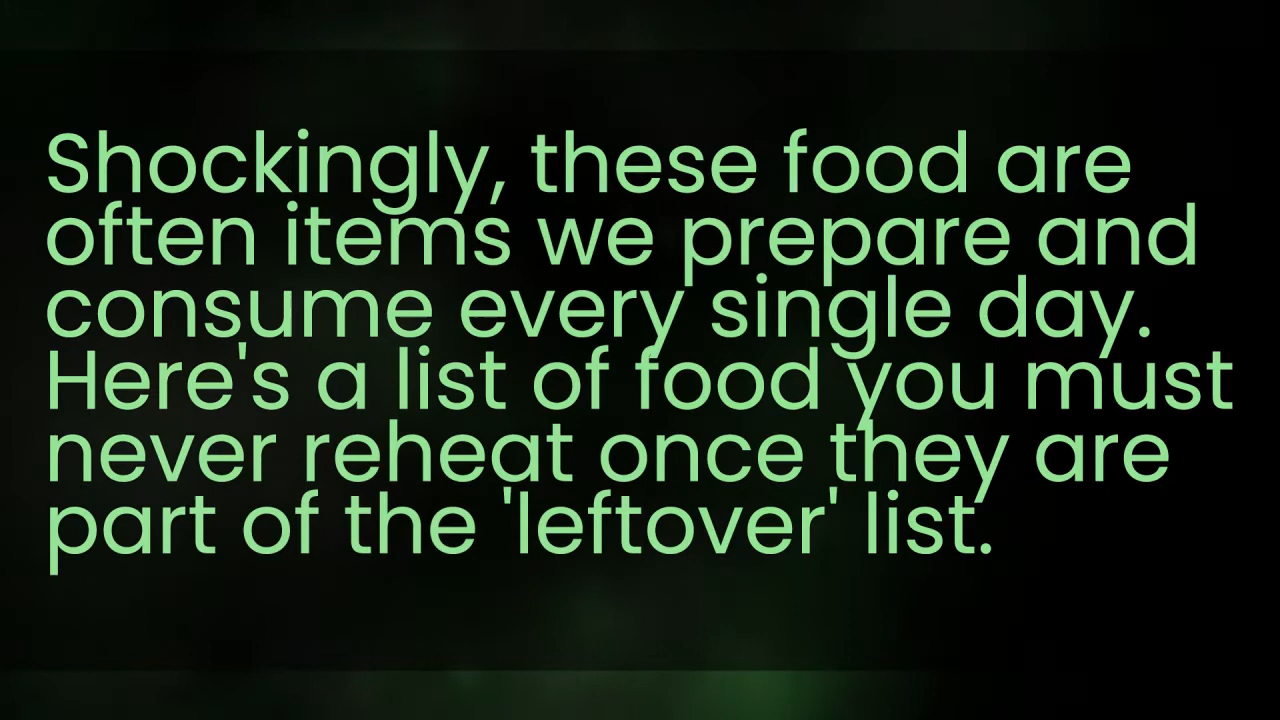 Shockingly, these food are
often items we prepare and
consume every single day.
Here's a list of food you must
never reheat once they are
part of the 'leftover' list.